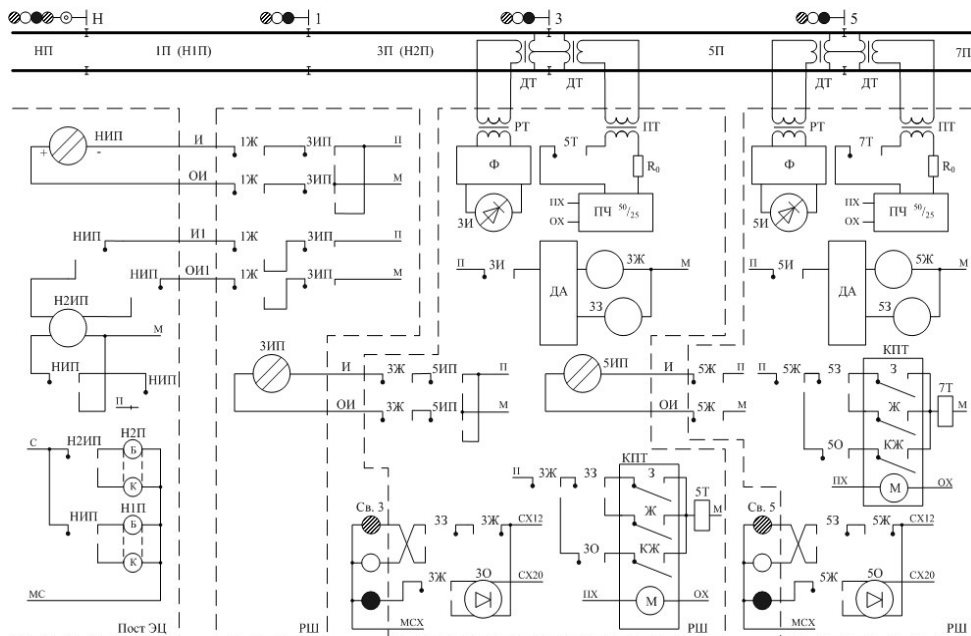 Н 1 3 5
НП 1П (Н1П) 3П (Н2П) 5П 7П
ДТ ДТ ДТ ДТ
РТ ПТ РТ ПТ
НИП И 1Ж 3ИП П 5Т 7Т
+ -
Ф R₀ Ф R₀
ОИ 1Ж 3ИП М
ПХ ПЧ 50/25 ПХ ПЧ 50/25
ОХ ОХ
3И 5И
НИП И1 1Ж 3ИП П
НИП ОИ1 1Ж 3ИП М
П 3И 3Ж М П 5И 5Ж М
ДА ДА
33 53
Н2ИП
М
3ИП И 3Ж 5ИП П 5ИП И 5Ж П П 5Ж 53 КПТ З 7Т М
НИП НИП
П
ОИ 3Ж 5ИП М ОИ 5Ж М Ж
С Н2ИП Н2П 5О КЖ
Б
К
ПХ М ОХ
КПТ
П 3Ж 33 З 5Т М
НИП Н1П
Б
К
Св. 3 33 3Ж СХ12 Ж Св. 5 53 5Ж СХ12
3О КЖ
3Ж 3О СХ20 5Ж 5О СХ20
ПХ М ОХ
МС
МСХ МСХ
Пост ЭЦ РШ РШ РШ